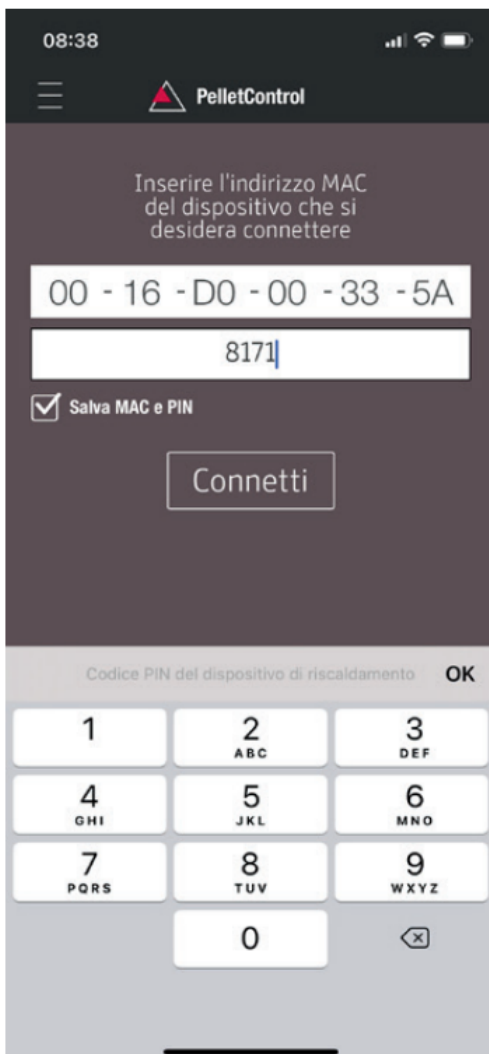 08:38
PelletControl
Inserire l'indirizzo MAC
del dispositivo che si
desidera connettere
00 - 16 - D0 - 00 - 33 - 5A
8171
Salva MAC e PIN
Connetti
Codice PIN del dispositivo di riscaldamento OK
1 2 3
ABC DEF
4 5 6
GHI JKL MNO
7 8 9
PQRS TUV WXYZ
0